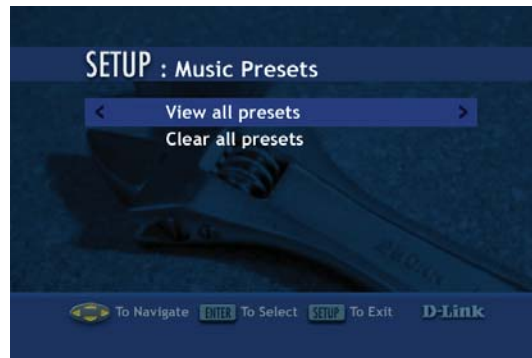 SETUP : Music Presets
< View all presets >
Clear all presets
To Navigate ENTER To Select SETUP To Exit D-Link